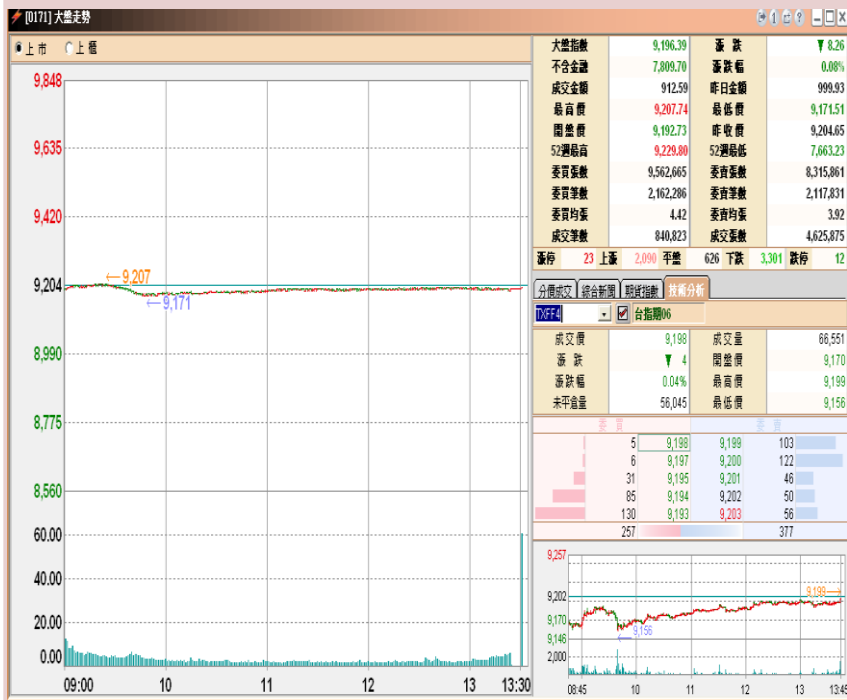 [0171] 大盤走勢
上市 上櫃
9,848
9,635
9,420
9,204
8,990
8,775
8,560
60.00
40.00
20.00
0.00
9,207
9,171
09:00 10 11 12 13 13:30
大盤指數 9,196.39 漲 跌 ▼ 8.26
不含金融 7,809.70 漲跌幅 0.08%
成交金額 912.59 昨日金額 999.93
最高價 9,207.74 最低價 9,171.51
開盤價 9,192.73 昨收價 9,204.65
52週最高 9,229.80 52週最低 7,663.23
委買張數 9,562,665 委賣張數 8,315,861
委買筆數 2,162,286 委賣筆數 2,117,831
委買均張 4.42 委賣均張 3.92
成交筆數 840,823 成交張數 4,625,875
漲停 23 上漲 2,090 平盤 626 下跌 3,301 跌停 12
分價成交 綜合新聞 期貨指數 技術分析
TXFF4 台指期06
成交價 9,198 成交量 66,551
漲 跌 ▼ 4 開盤價 9,170
漲跌幅 0.04% 最高價 9,199
未平倉量 56,045 最低價 9,156
5 9,198 9,199 103
6 9,197 9,200 122
31 9,195 9,201 46
85 9,194 9,202 50
130 9,193 9,203 56
257 377
9,257
9,202
9,170
9,146
2,000
9,199
9,156
08:45 10 11 12 13 13:45